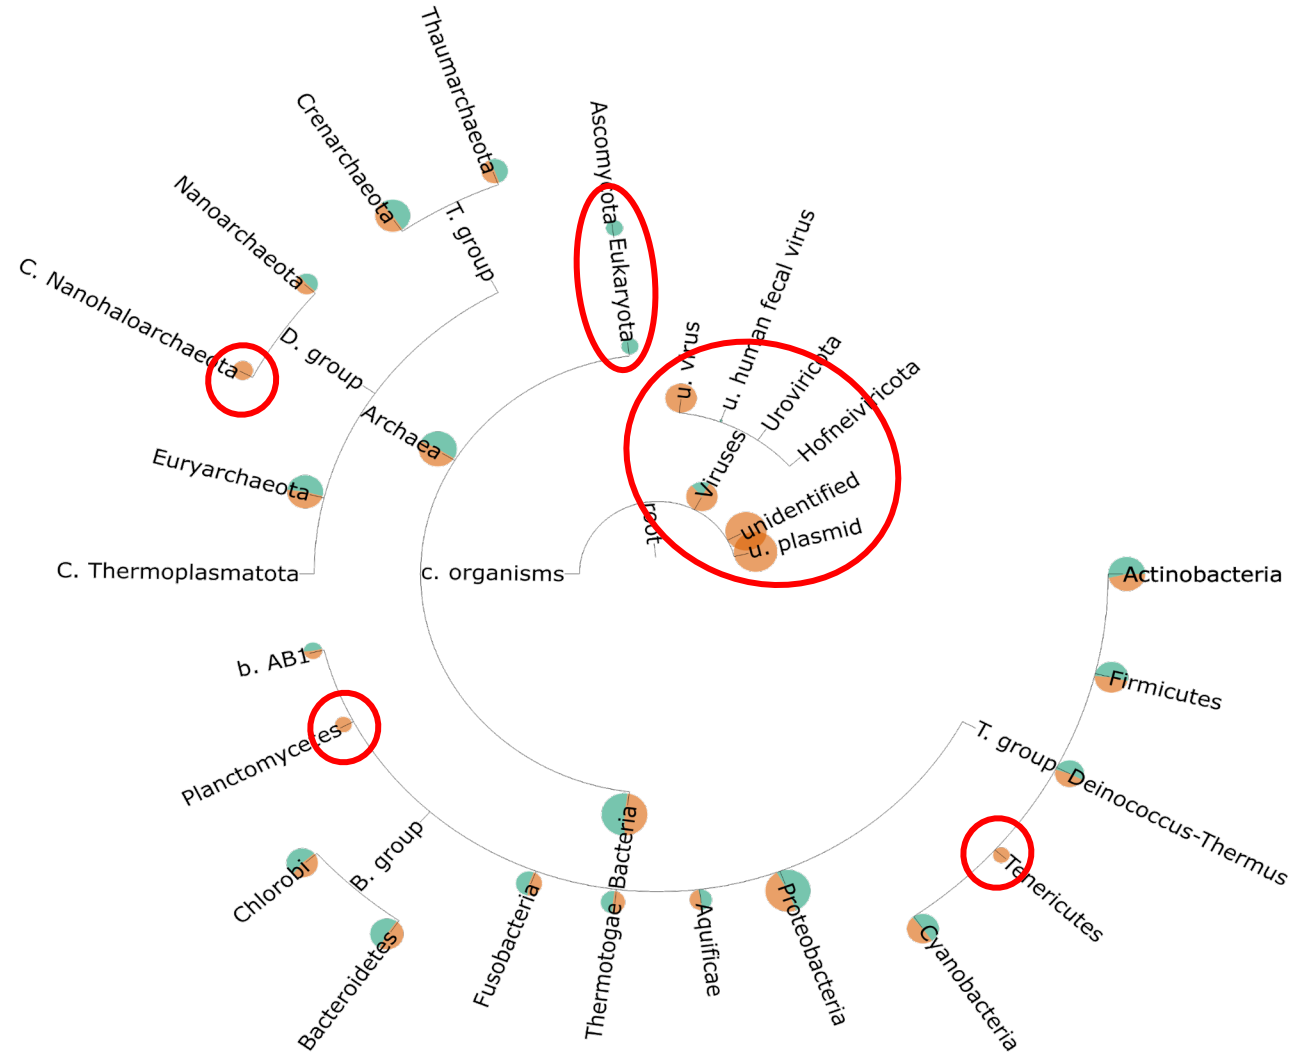 Thaumarchaeota
Crenarchaeota
T. group
Nanoarchaeota
C. Nanohaloarchaeota
D. group
Archaea
Euryarchaeota
C. Thermoplasmatota
Ascomycota
Eukaryota
u. virus
u. human fecal virus
Uroviricota
Hofneiviricota
Viruses
unidentified
u. plasmid
root
c. organisms
Actinobacteria
Firmicutes
T. group
Deinococcus-Thermus
Tenericutes
Cyanobacteria
b. AB1
Planctomycetes
B. group
Chlorobi
Bacteroidetes
Fusobacteria
Bacteria
Thermotogae
Aquificae
Proteobacteria